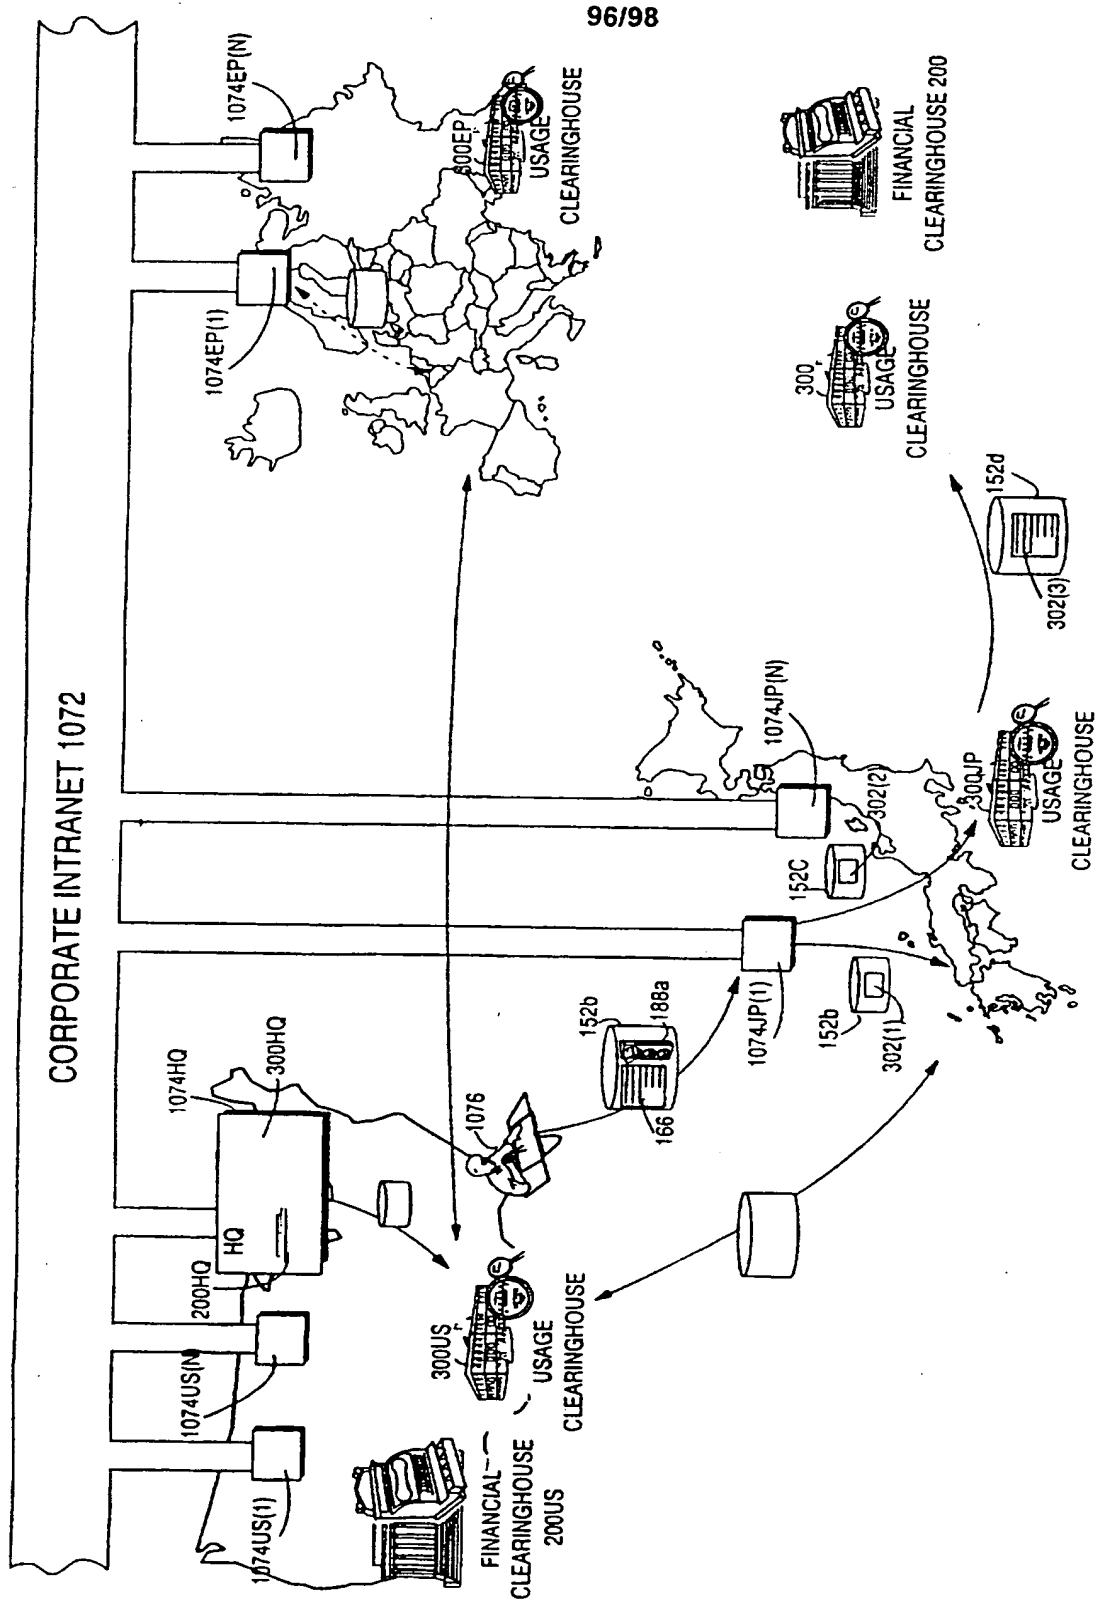 96/98
CORPORATE INTRANET 1072
1074EP(N)
1074EP(1)
300EP
USAGE
CLEARINGHOUSE
FINANCIAL
CLEARINGHOUSE 200
300
USAGE
CLEARINGHOUSE
152d
302(3)
1074JP(N)
302(2)
152C
300JP
USAGE
CLEARINGHOUSE
1074JP(1)
152b
302(1)
152b
188a
166
1076
1074HQ
300HQ
HQ
200HQ
1074US(N
1074US(1)
300US
USAGE
CLEARINGHOUSE
FINANCIAL
CLEARINGHOUSE
200US